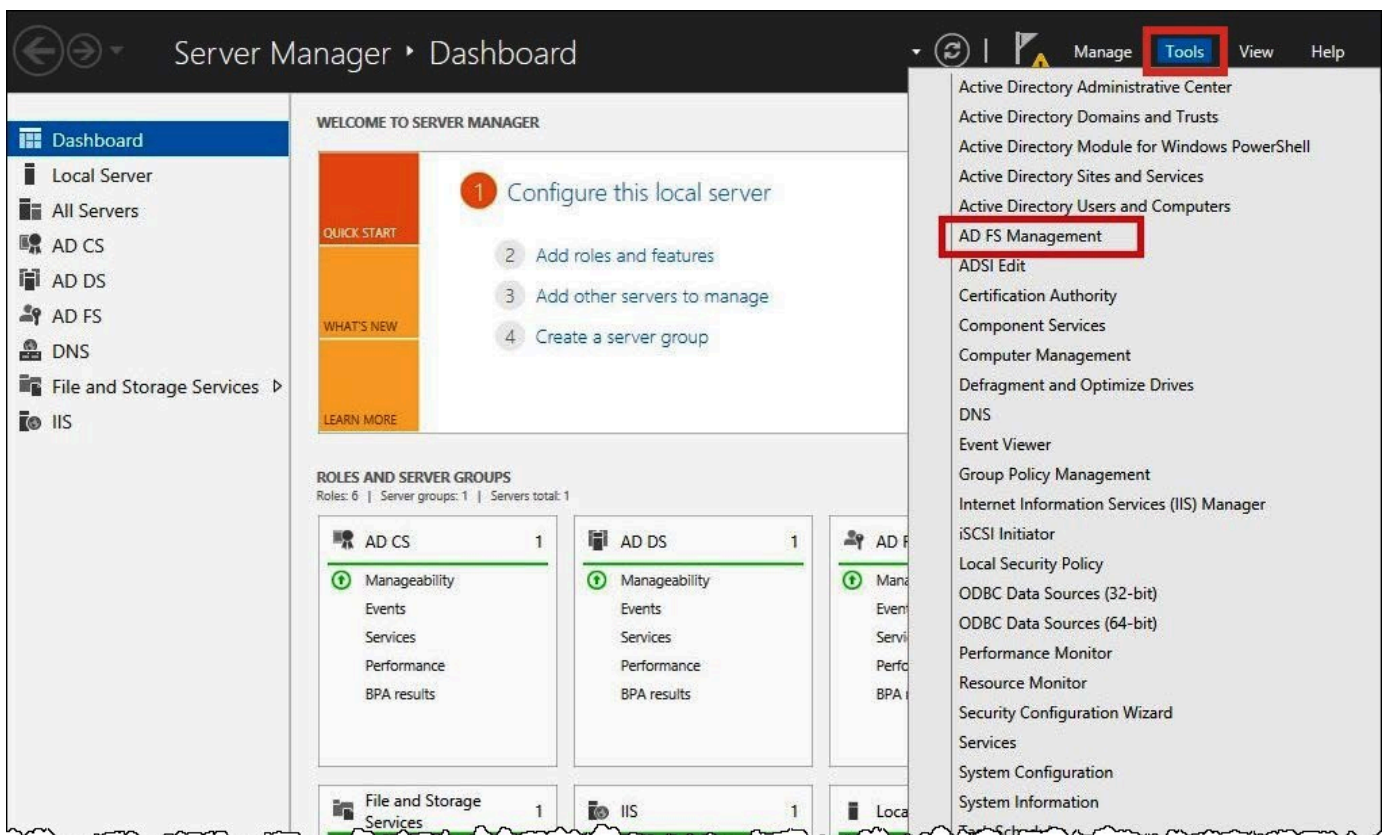 Server Manager ‣ Dashboard
Manage
Tools
View
Help
Dashboard
Local Server
All Servers
AD CS
AD DS
AD FS
DNS
File and Storage Services
IIS
WELCOME TO SERVER MANAGER
QUICK START
WHAT'S NEW
LEARN MORE
1 Configure this local server
2 Add roles and features
3 Add other servers to manage
4 Create a server group
ROLES AND SERVER GROUPS
Roles: 6 | Server groups: 1 | Servers total: 1
AD CS 1
Manageability
Events
Services
Performance
BPA results
AD DS 1
Manageability
Events
Services
Performance
BPA results
AD F
Mana
Even
Servi
Perfo
BPA
File and Storage
Services 1
IIS 1
Loca
Active Directory Administrative Center
Active Directory Domains and Trusts
Active Directory Module for Windows PowerShell
Active Directory Sites and Services
Active Directory Users and Computers
AD FS Management
ADSI Edit
Certification Authority
Component Services
Computer Management
Defragment and Optimize Drives
DNS
Event Viewer
Group Policy Management
Internet Information Services (IIS) Manager
iSCSI Initiator
Local Security Policy
ODBC Data Sources (32-bit)
ODBC Data Sources (64-bit)
Performance Monitor
Resource Monitor
Security Configuration Wizard
Services
System Configuration
System Information